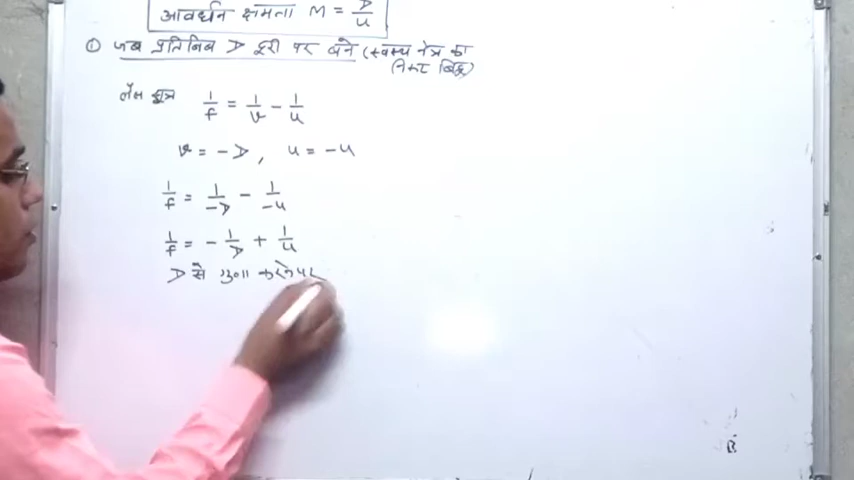 आवर्धन क्षमता M = D/u
① जब प्रतिबिंब D दूरी पर बने (स्वस्थ नेत्र का
निकट बिंदु)
लेंस सूत्र 1/f = 1/v - 1/u
v = -D, u = -u
1/f = 1/-D - 1/-u
1/f = - 1/D + 1/u
D से गुणा करने पर